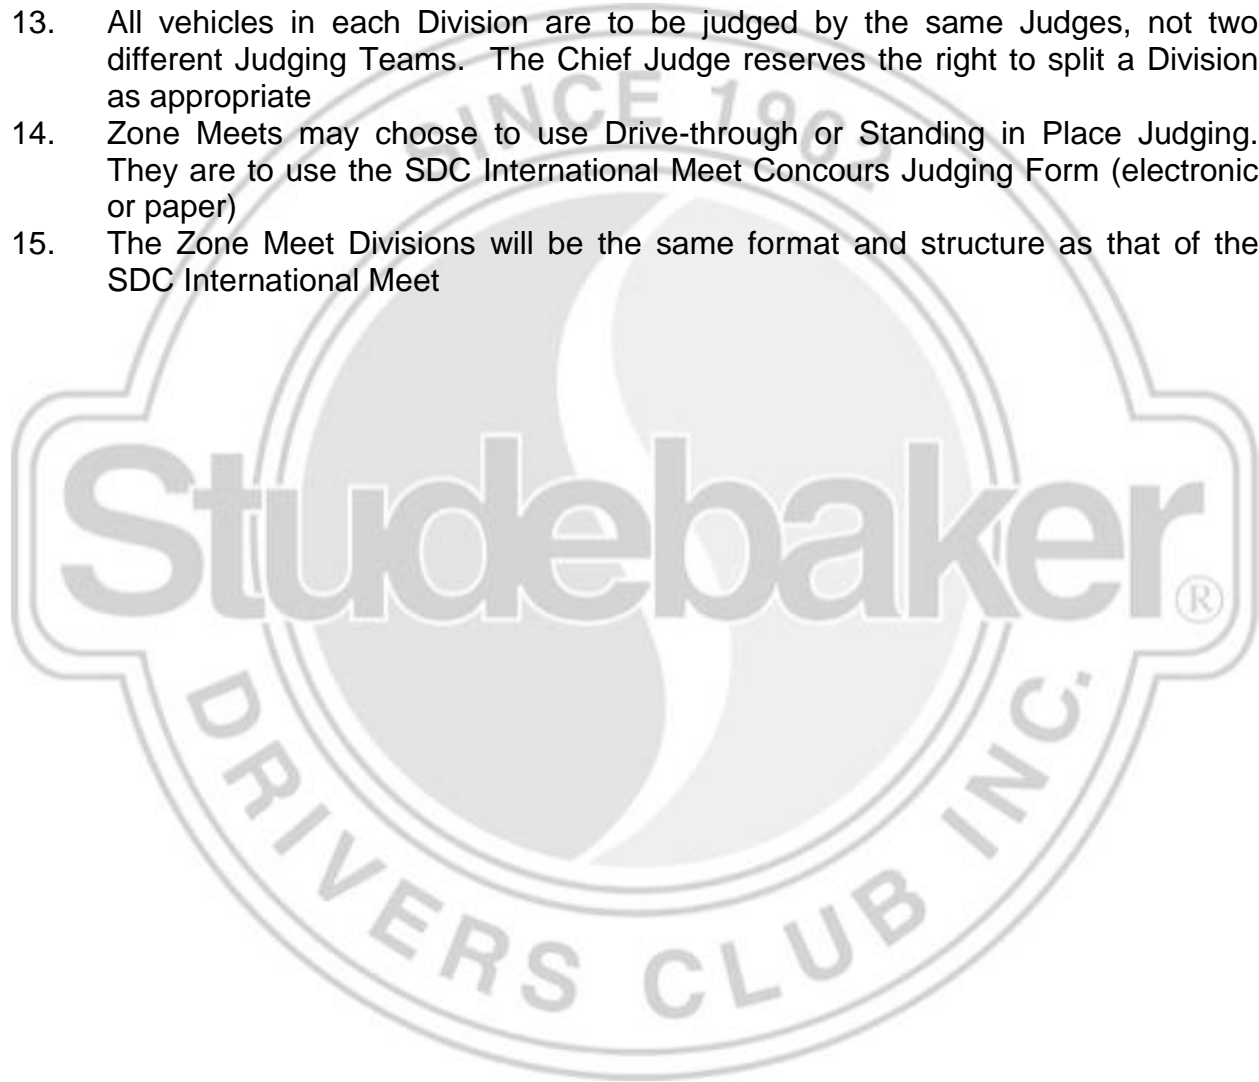 13. All vehicles in each Division are to be judged by the same Judges, not two
different Judging Teams. The Chief Judge reserves the right to split a Division
as appropriate
14. Zone Meets may choose to use Drive-through or Standing in Place Judging.
They are to use the SDC International Meet Concours Judging Form (electronic
or paper)
15. The Zone Meet Divisions will be the same format and structure as that of the
SDC International Meet
SINCE 1962
Studebaker®
DRIVERS CLUB INC.